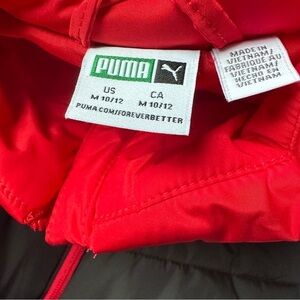 PUMA
US CA
M 10/12 M 10/12
PUMA.COM/FOREVERBETTER
MADE IN
VIETNAM/
FABRIQUÉ AU
VIETNAM/
HECHO EN
VIETNAM